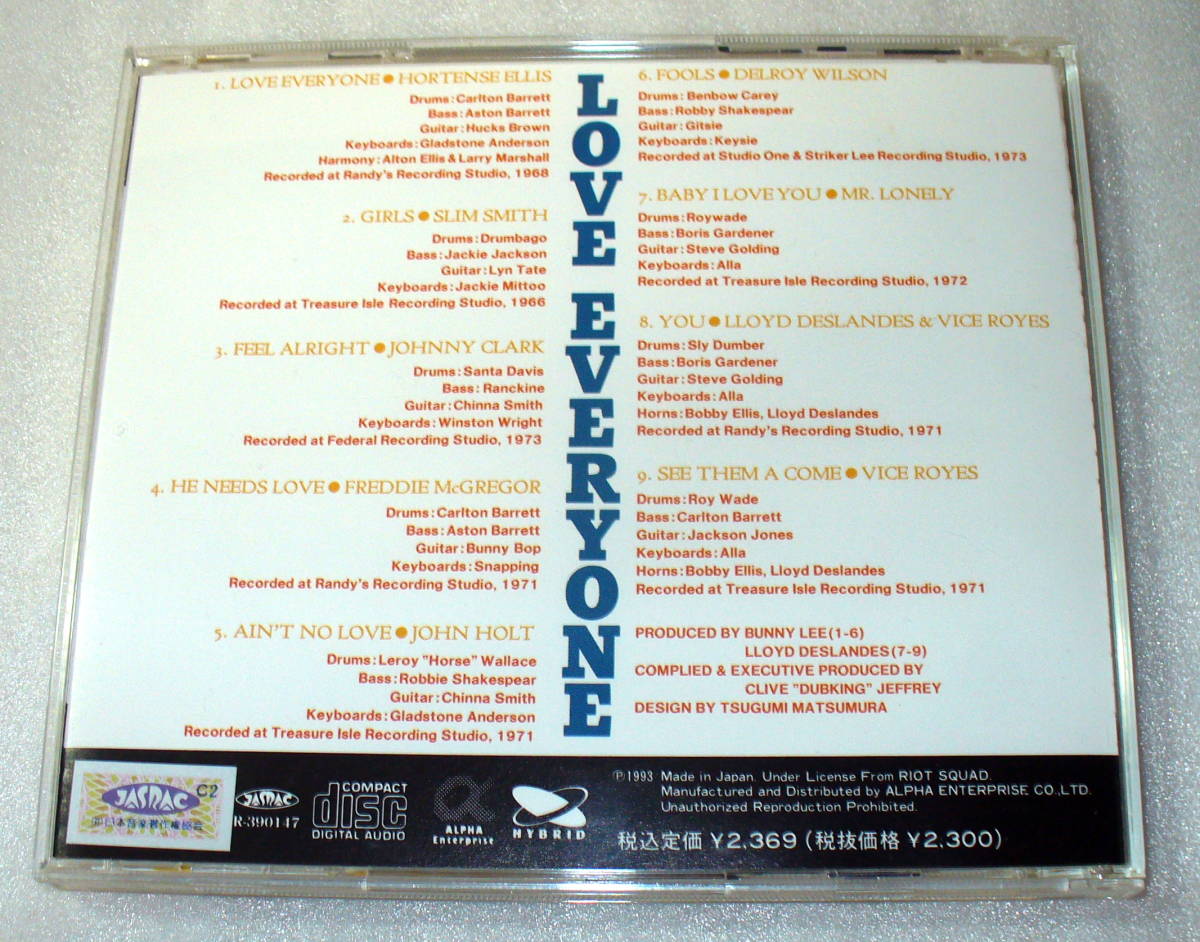 1. LOVE EVERYONE ● HORTENSE ELLIS
Drums:Carlton Barrett
Bass:Aston Barrett
Guitar:Hucks Brown
Keyboards:Gladstone Anderson
Harmony:Alton Ellis & Larry Marshall
Recorded at Randy's Recording Studio, 1968
2. GIRLS ● SLIM SMITH
Drums:Drumbago
Bass:Jackie Jackson
Guitar:Lyn Tate
Keyboards:Jackie Mittoo
Recorded at Treasure Isle Recording Studio, 1966
3. FEEL ALRIGHT ● JOHNNY CLARK
Drums:Santa Davis
Bass:Ranckine
Guitar:Chinna Smith
Keyboards:Winston Wright
Recorded at Federal Recording Studio, 1973
4. HE NEEDS LOVE ● FREDDIE McGREGOR
Drums:Carlton Barrett
Bass:Aston Barrett
Guitar:Bunny Bop
Keyboards:Snapping
Recorded at Randy's Recording Studio, 1971
5. AIN'T NO LOVE ● JOHN HOLT
Drums:Leroy "Horse" Wallace
Bass:Robbie Shakespear
Guitar:Chinna Smith
Keyboards:Gladstone Anderson
Recorded at Treasure Isle Recording Studio, 1971
LOVE EVERYONE
6. FOOLS ● DELROY WILSON
Drums:Benbow Carey
Bass:Robby Shakespear
Guitar:Gitsie
Keyboards:Keysie
Recorded at Studio One & Striker Lee Recording Studio, 1973
7. BABY I LOVE YOU ● MR. LONELY
Drums:Roywade
Bass:Boris Gardener
Guitar:Steve Golding
Keyboards:Alla
Recorded at Treasure Isle Recording Studio, 1972
8. YOU ● LLOYD DESLANDES & VICE ROYES
Drums:Sly Dumber
Bass:Boris Gardener
Guitar:Steve Golding
Keyboards:Alla
Horns:Bobby Ellis, Lloyd Deslandes
Recorded at Randy's Recording Studio, 1971
9. SEE THEM A COME ● VICE ROYES
Drums:Roy Wade
Bass:Carlton Barrett
Guitar:Jackson Jones
Keyboards:Alla
Horns:Bobby Ellis, Lloyd Deslandes
Recorded at Treasure Isle Recording Studio, 1971
PRODUCED BY BUNNY LEE(1-6)
LLOYD DESLANDES(7-9)
COMPLIED & EXECUTIVE PRODUCED BY
CLIVE "DUBKING" JEFFREY
DESIGN BY TSUGUMI MATSUMURA
JASRAC C2
日本音楽著作権協会
JASRAC
R-390147
COMPACT
disc
DIGITAL AUDIO
α
ALPHA
Enterprise
HYBRID
Ⓟ1993 Made in Japan. Under License From RIOT SQUAD.
Manufactured and Distributed by ALPHA ENTERPRISE CO.,LTD.
Unauthorized Reproduction Prohibited.
税込定価 ¥2,369 (税抜価格 ¥2,300)